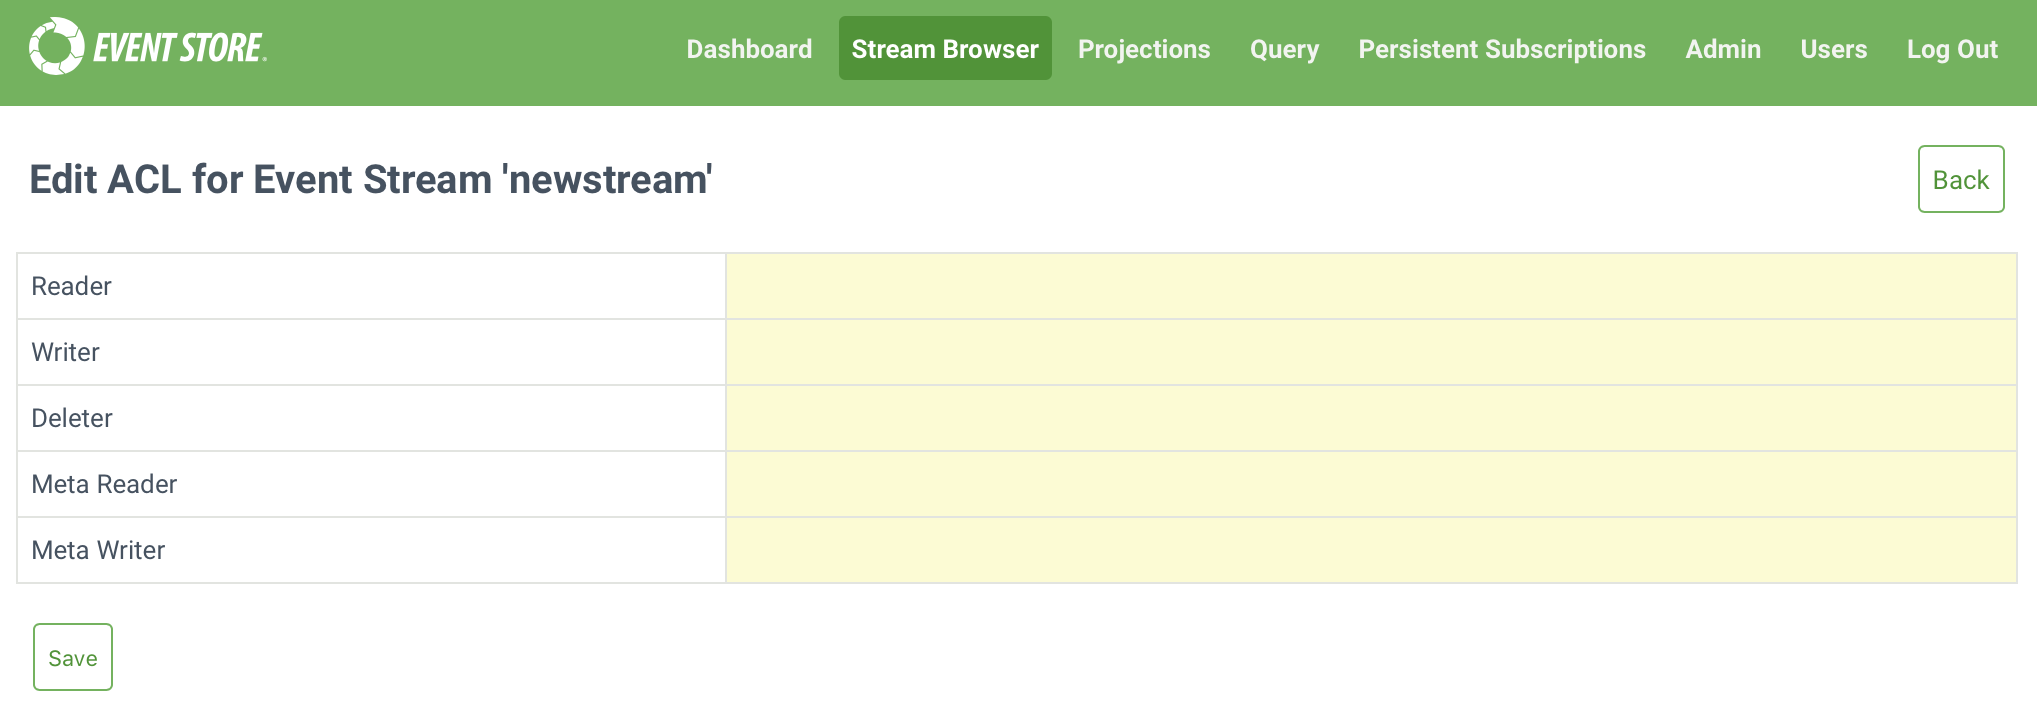 EVENT STORE®
Dashboard Stream Browser Projections Query Persistent Subscriptions Admin Users Log Out
Edit ACL for Event Stream 'newstream'
Back
Reader
Writer
Deleter
Meta Reader
Meta Writer
Save